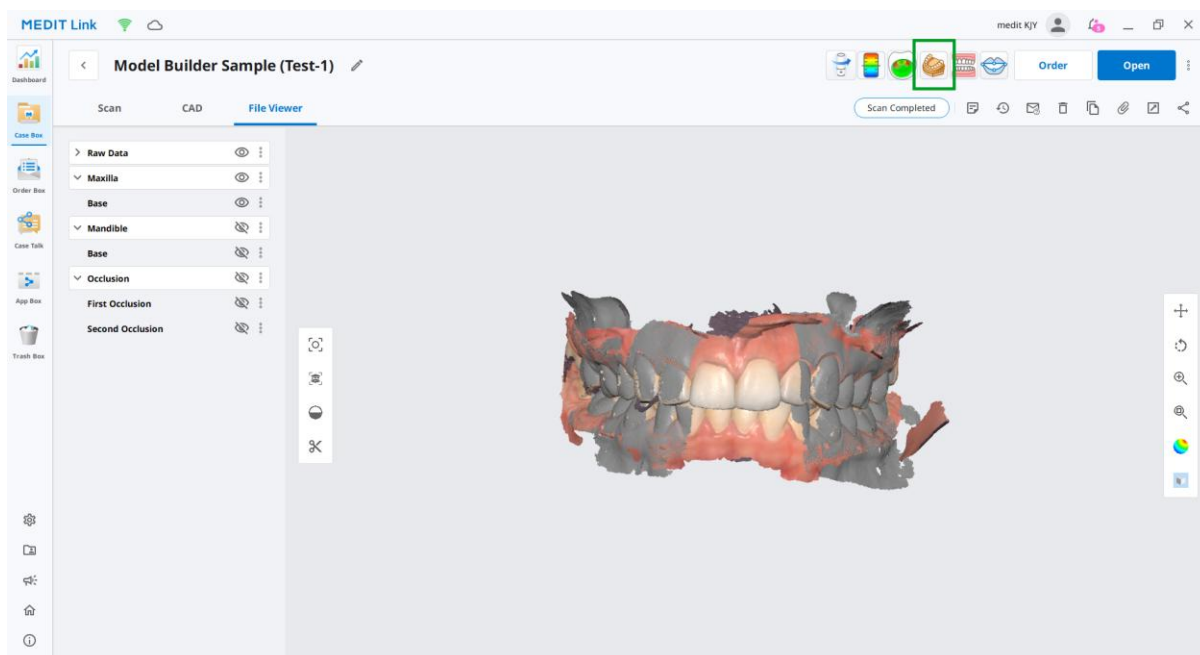 MEDIT Link
medit KJY
Dashboard
Model Builder Sample (Test-1)
Order
Open
Scan
CAD
File Viewer
Scan Completed
Case Box
Raw Data
Maxilla
Order Box
Base
Mandible
Case Talk
Base
Occlusion
App Box
First Occlusion
Second Occlusion
Trash Box